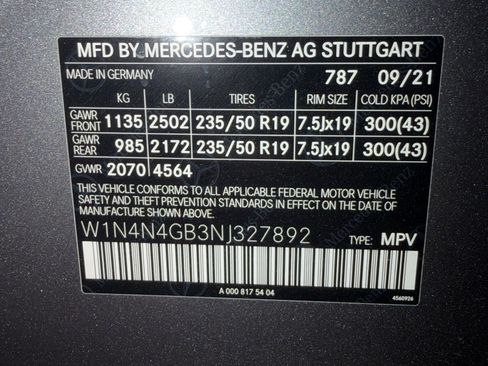 MFD BY MERCEDES-BENZ AG STUTTGART
MADE IN GERMANY 787 09/21
KG LB TIRES RIM SIZE COLD KPA (PSI)
GAWR FRONT 1135 2502 235/50 R19 7.5Jx19 300(43)
GAWR REAR 985 2172 235/50 R19 7.5Jx19 300(43)
GVWR 2070 4564
THIS VEHICLE CONFORMS TO ALL APPLICABLE FEDERAL MOTOR VEHICLE
SAFETY AND THEFT PREVENTION STANDARDS IN EFFECT ON THE DATE
OF MANUFACTURE SHOWN ABOVE.
W1N4N4GB3NJ327892 TYPE: MPV
A 000 817 54 04
4560926